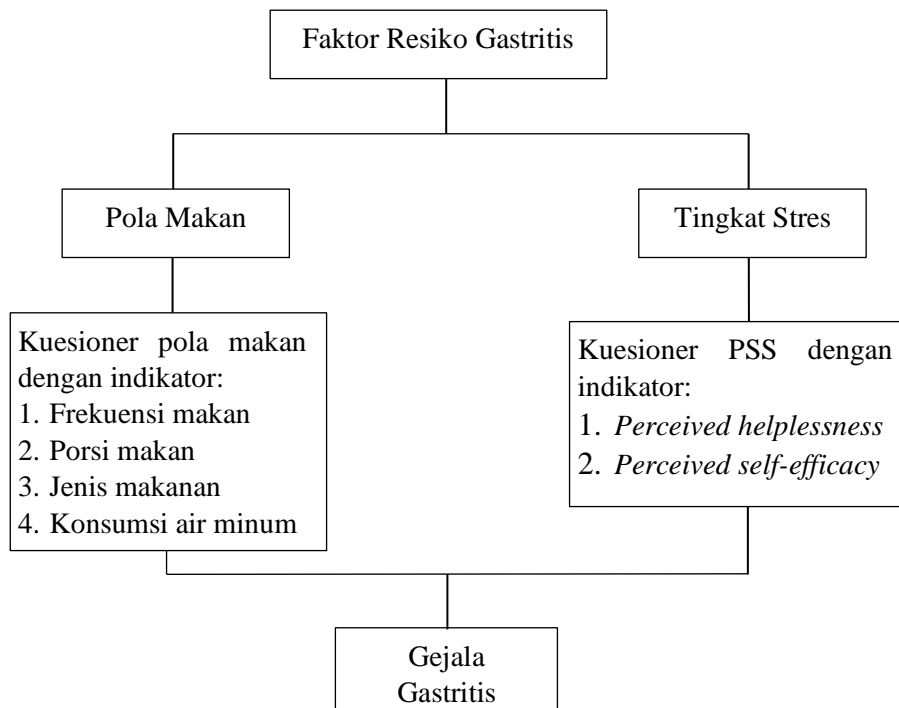 Faktor Resiko Gastritis
Pola Makan
Tingkat Stres
Kuesioner pola makan
dengan indikator:
1. Frekuensi makan
2. Porsi makan
3. Jenis makanan
4. Konsumsi air minum
Kuesioner PSS dengan
indikator:
1. Perceived helplessness
2. Perceived self-efficacy
Gejala
Gastritis